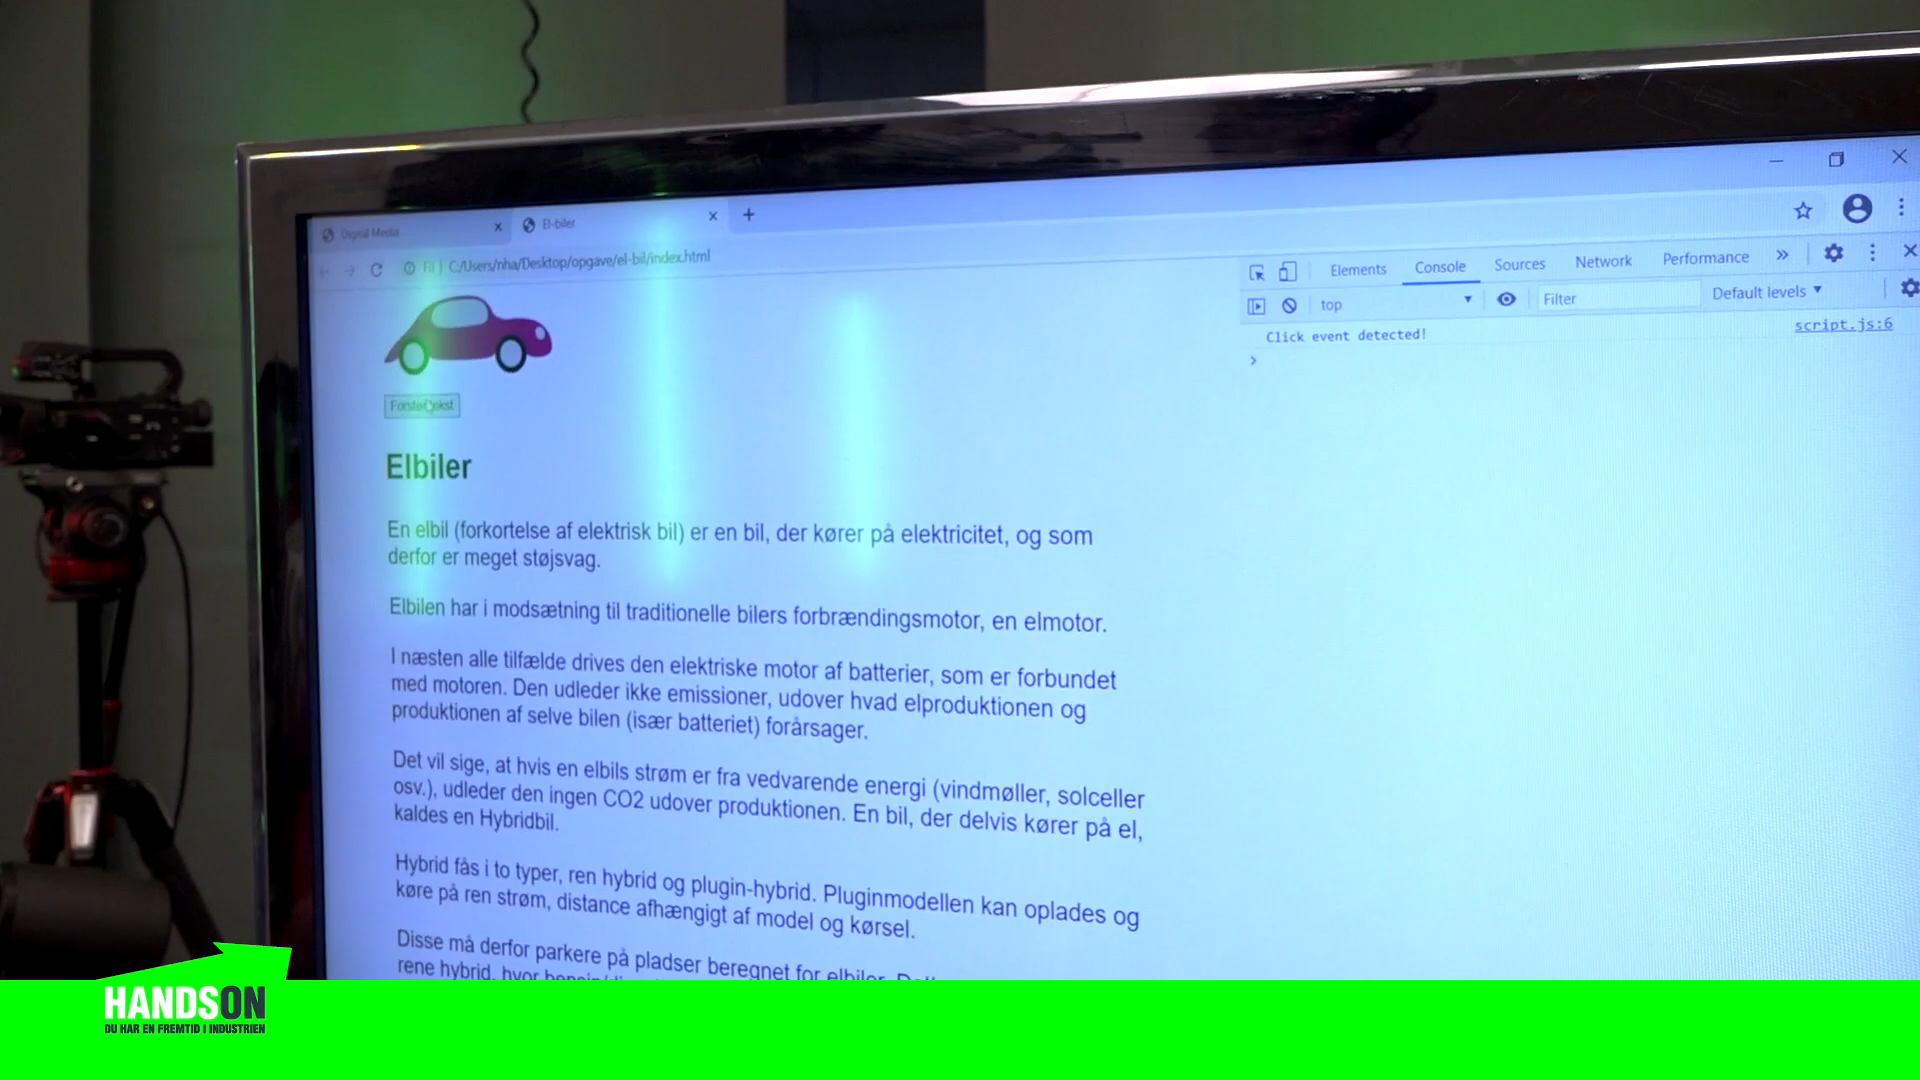 Digital Media
El-biler
Fil | C:/Users/nha/Desktop/opgave/el-bil/index.html
Elements Console Sources Network Performance
top Filter Default levels
Click event detected! script.js:6
Elbiler
En elbil (forkortelse af elektrisk bil) er en bil, der kører på elektricitet, og som
derfor er meget støjsvag.
Elbilen har i modsætning til traditionelle bilers forbrændingsmotor, en elmotor.
I næsten alle tilfælde drives den elektriske motor af batterier, som er forbundet
med motoren. Den udleder ikke emissioner, udover hvad elproduktionen og
produktionen af selve bilen (især batteriet) forårsager.
Det vil sige, at hvis en elbils strøm er fra vedvarende energi (vindmøller, solceller
osv.), udleder den ingen CO2 udover produktionen. En bil, der delvis kører på el,
kaldes en Hybridbil.
Hybrid fås i to typer, ren hybrid og plugin-hybrid. Pluginmodellen kan oplades og
køre på ren strøm, distance afhængigt af model og kørsel.
Disse må derfor parkere på pladser beregnet for elbiler.
rene hybrid, hvor
HANDSON
DU HAR EN FREMTID I INDUSTRIEN